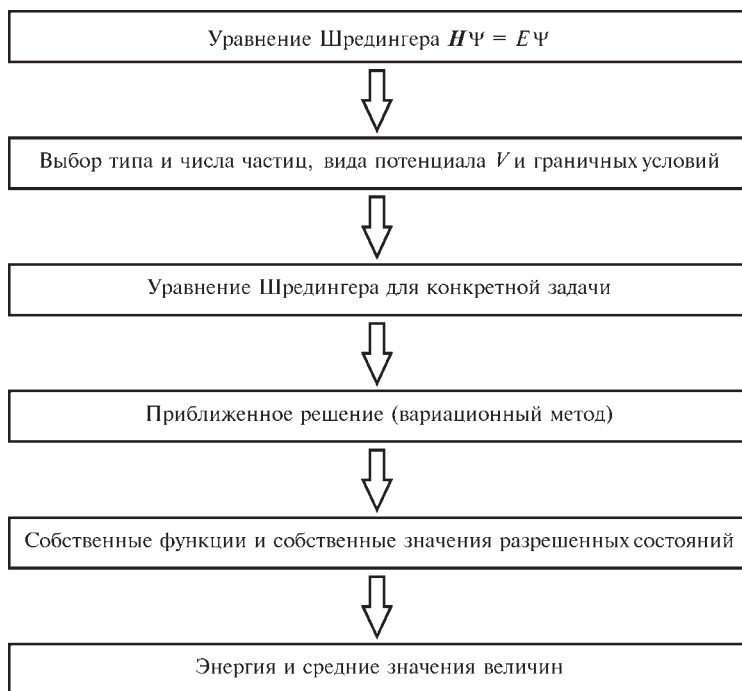 Уравнение Шредингера HΨ = EΨ
Выбор типа и числа частиц, вида потенциала V и граничных условий
Уравнение Шредингера для конкретной задачи
Приближенное решение (вариационный метод)
Собственные функции и собственные значения разрешенных состояний
Энергия и средние значения величин